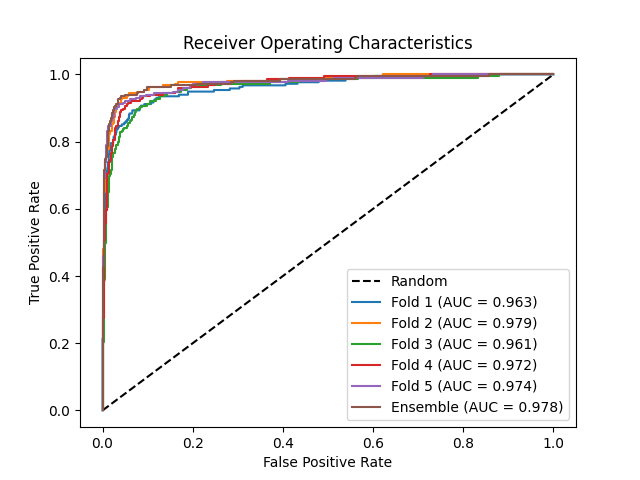 Receiver Operating Characteristics
True Positive Rate
1.0
0.8
0.6
0.4
0.2
0.0
Random
Fold 1 (AUC = 0.963)
Fold 2 (AUC = 0.979)
Fold 3 (AUC = 0.961)
Fold 4 (AUC = 0.972)
Fold 5 (AUC = 0.974)
Ensemble (AUC = 0.978)
0.0 0.2 0.4 0.6 0.8 1.0
False Positive Rate